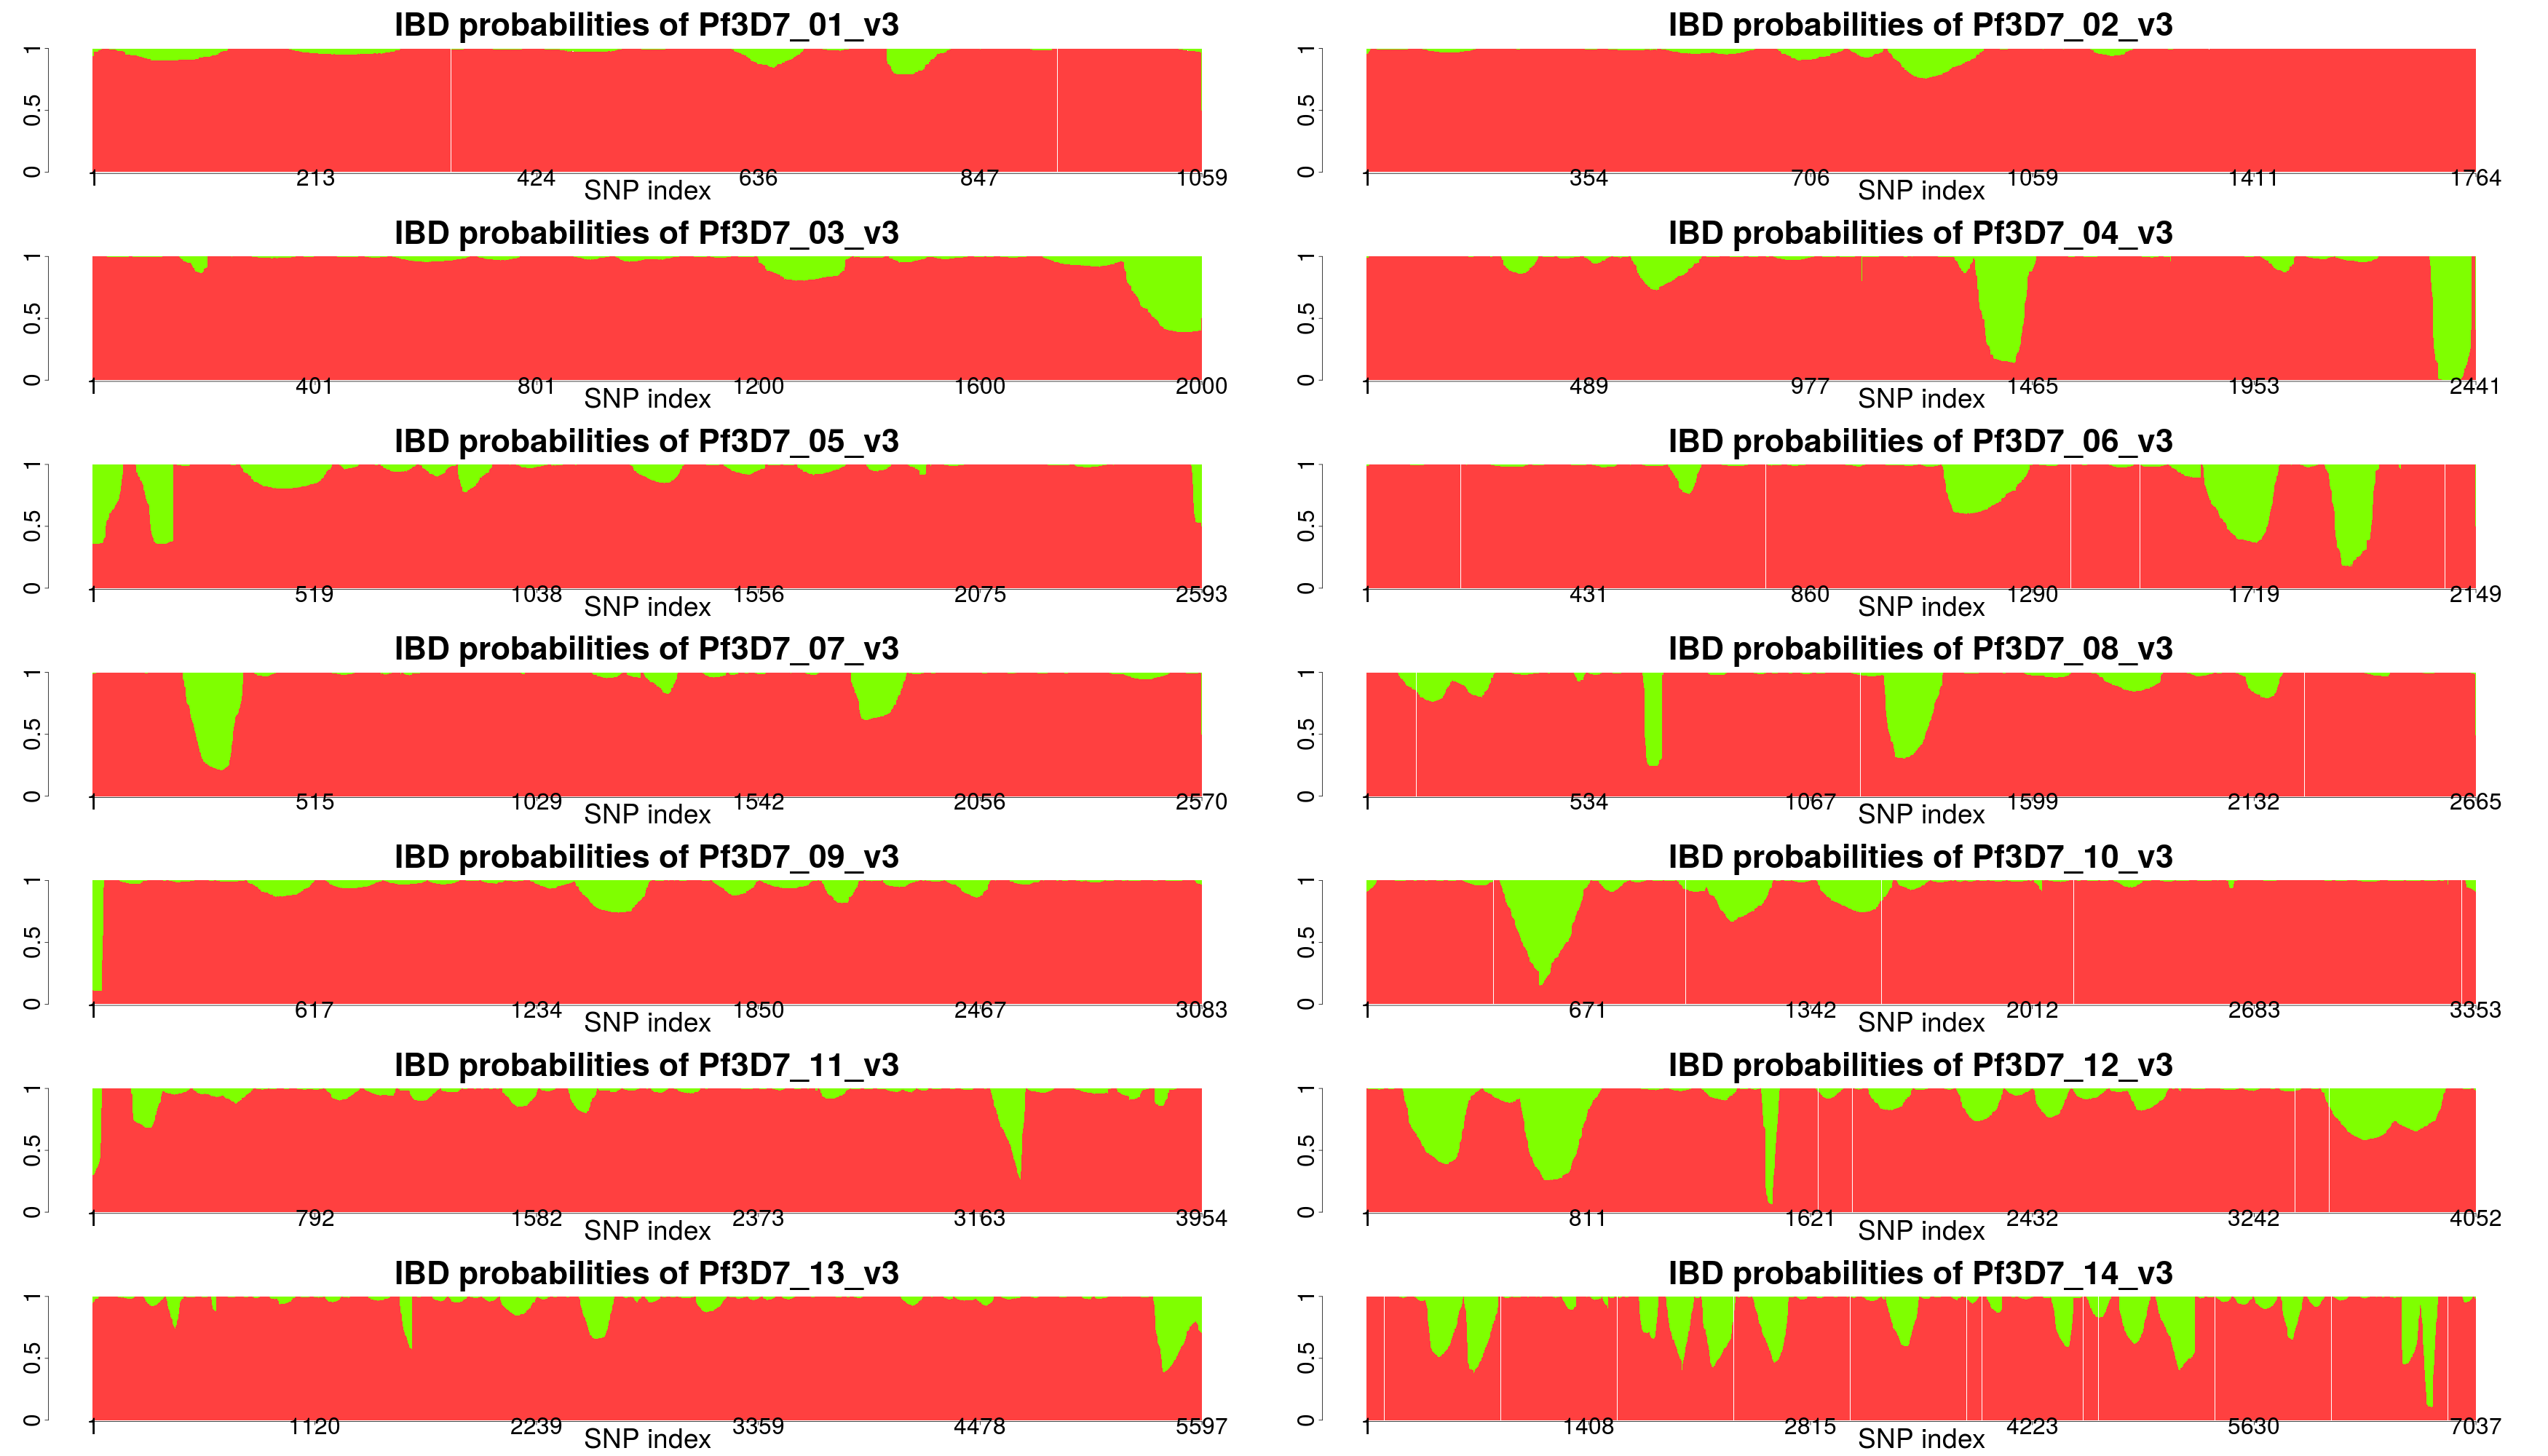 IBD probabilities of Pf3D7_01_v3
0 0.5 1
1 213 424 636 847 1059
SNP index
IBD probabilities of Pf3D7_02_v3
0 0.5 1
1 354 706 1059 1411 1764
SNP index
IBD probabilities of Pf3D7_03_v3
0 0.5 1
1 401 801 1200 1600 2000
SNP index
IBD probabilities of Pf3D7_04_v3
0 0.5 1
1 489 977 1465 1953 2441
SNP index
IBD probabilities of Pf3D7_05_v3
0 0.5 1
1 519 1038 1556 2075 2593
SNP index
IBD probabilities of Pf3D7_06_v3
0 0.5 1
1 431 860 1290 1719 2149
SNP index
IBD probabilities of Pf3D7_07_v3
0 0.5 1
1 515 1029 1542 2056 2570
SNP index
IBD probabilities of Pf3D7_08_v3
0 0.5 1
1 534 1067 1599 2132 2665
SNP index
IBD probabilities of Pf3D7_09_v3
0 0.5 1
1 617 1234 1850 2467 3083
SNP index
IBD probabilities of Pf3D7_10_v3
0 0.5 1
1 671 1342 2012 2683 3353
SNP index
IBD probabilities of Pf3D7_11_v3
0 0.5 1
1 792 1582 2373 3163 3954
SNP index
IBD probabilities of Pf3D7_12_v3
0 0.5 1
1 811 1621 2432 3242 4052
SNP index
IBD probabilities of Pf3D7_13_v3
0 0.5 1
1 1120 2239 3359 4478 5597
SNP index
IBD probabilities of Pf3D7_14_v3
0 0.5 1
1 1408 2815 4223 5630 7037
SNP index